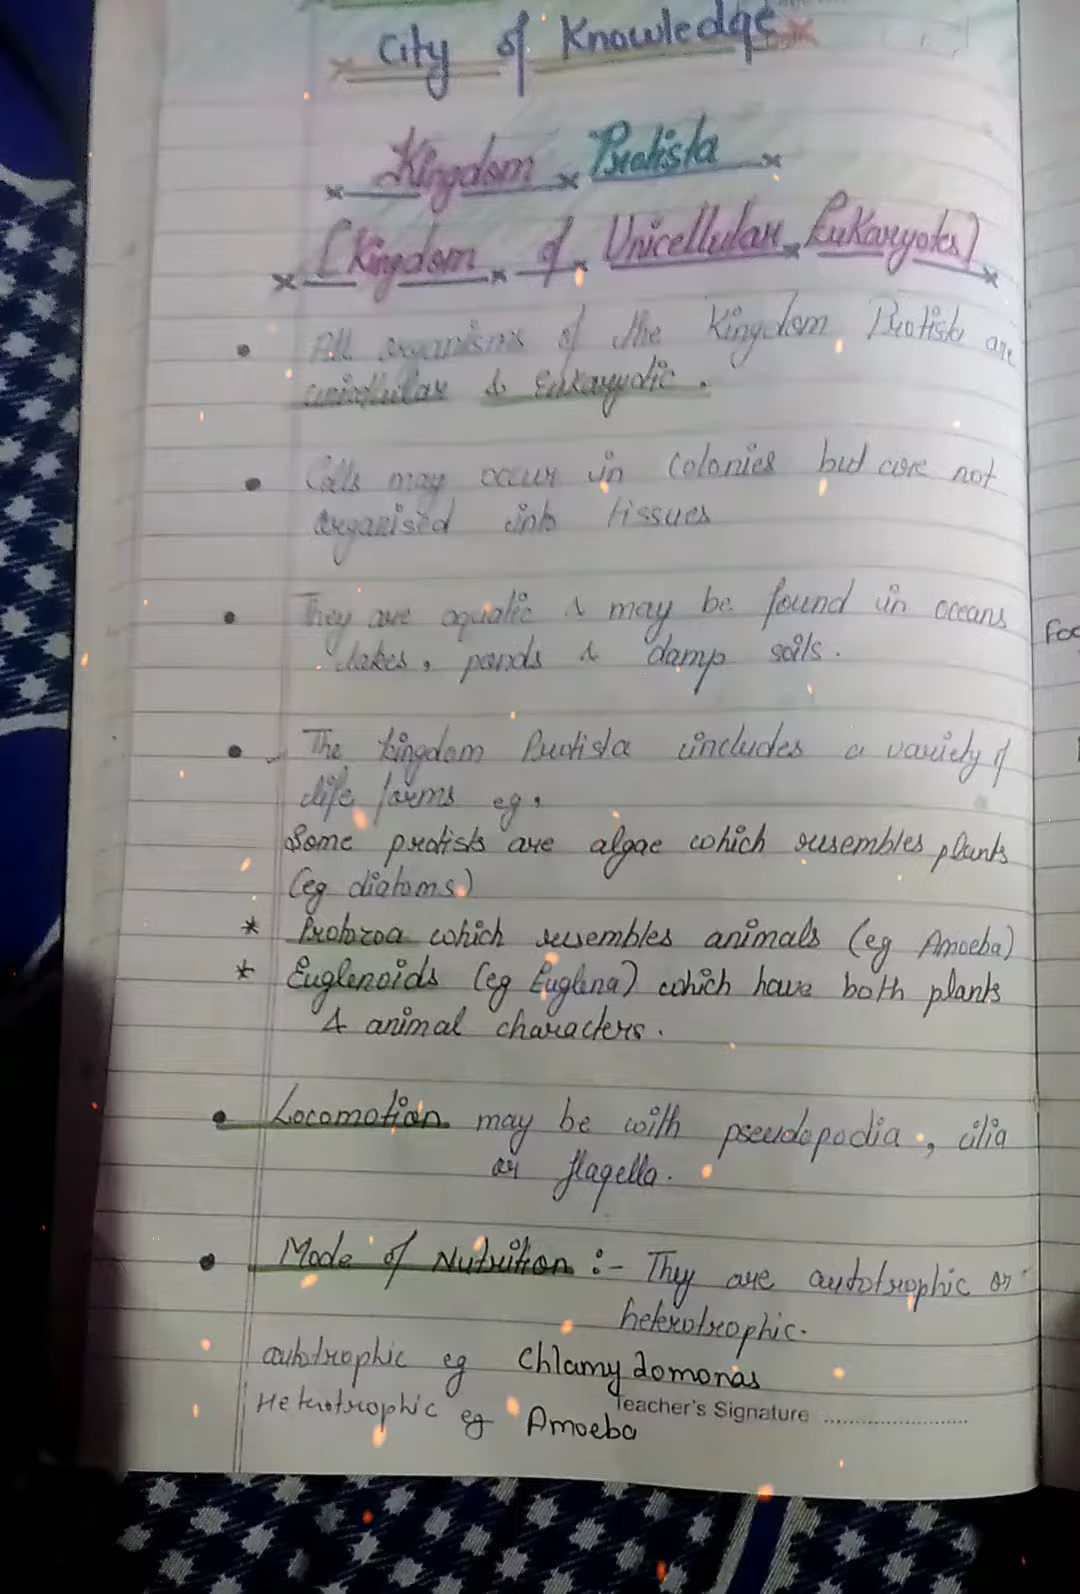 City of Knowledge
Kingdom Protista
(Kingdom of Unicellular Eukaryotes)
All organisms of the Kingdom Protista are
unicellular & Eukaryotic.
Cells may occur in Colonies but are not
organised into tissues
They are aquatic & may be found in oceans
lakes, ponds & damp soils.
The kingdom Protista includes a variety of
life forms eg,
Some protists are algae which resembles plants
(eg diatoms)
* Protozoa which resembles animals (eg Amoeba)
* Euglenoids (eg Euglena) which have both plants
& animal characters.
Locomotion may be with pseudopodia, cilia
or flagella.
Mode of Nutrition :- They are autotrophic or
heterotrophic.
autotrophic eg Chlamydomonas
Teacher's Signature
Heterotrophic eg Amoeba